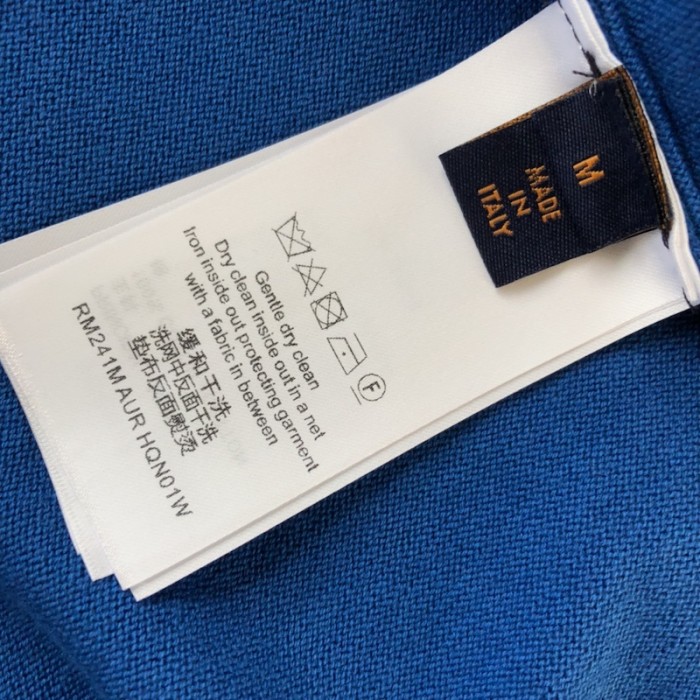 M
MADE
IN
ITALY
F
Gentle dry clean
Dry clean inside out in a net
Iron inside out protecting garment
with a fabric in between
缓和干洗
洗网中反面干洗
垫布反面熨烫
RM241M AUR HQN01W